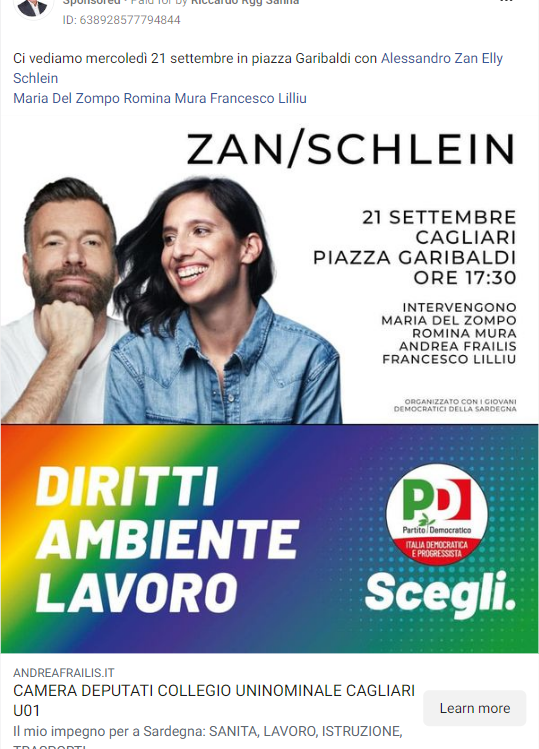 Sponsored · Paid for by Riccardo Rgg Sanna
ID: 638928577794844
Ci vediamo mercoledì 21 settembre in piazza Garibaldi con Alessandro Zan Elly
Schlein
Maria Del Zompo Romina Mura Francesco Lilliu
ZAN/SCHLEIN
21 SETTEMBRE
CAGLIARI
PIAZZA GARIBALDI
ORE 17:30
INTERVENGONO
MARIA DEL ZOMPO
ROMINA MURA
ANDREA FRAILIS
FRANCESCO LILLIU
ORGANIZZATO CON I GIOVANI
DEMOCRATICI DELLA SARDEGNA
DIRITTI
AMBIENTE
LAVORO
PD
Partito Democratico
ITALIA DEMOCRATICA
E PROGRESSISTA
Scegli.
ANDREAFRAILIS.IT
CAMERA DEPUTATI COLLEGIO UNINOMINALE CAGLIARI
U01
Learn more
Il mio impegno per a Sardegna: SANITA, LAVORO, ISTRUZIONE,
TRASPORTI